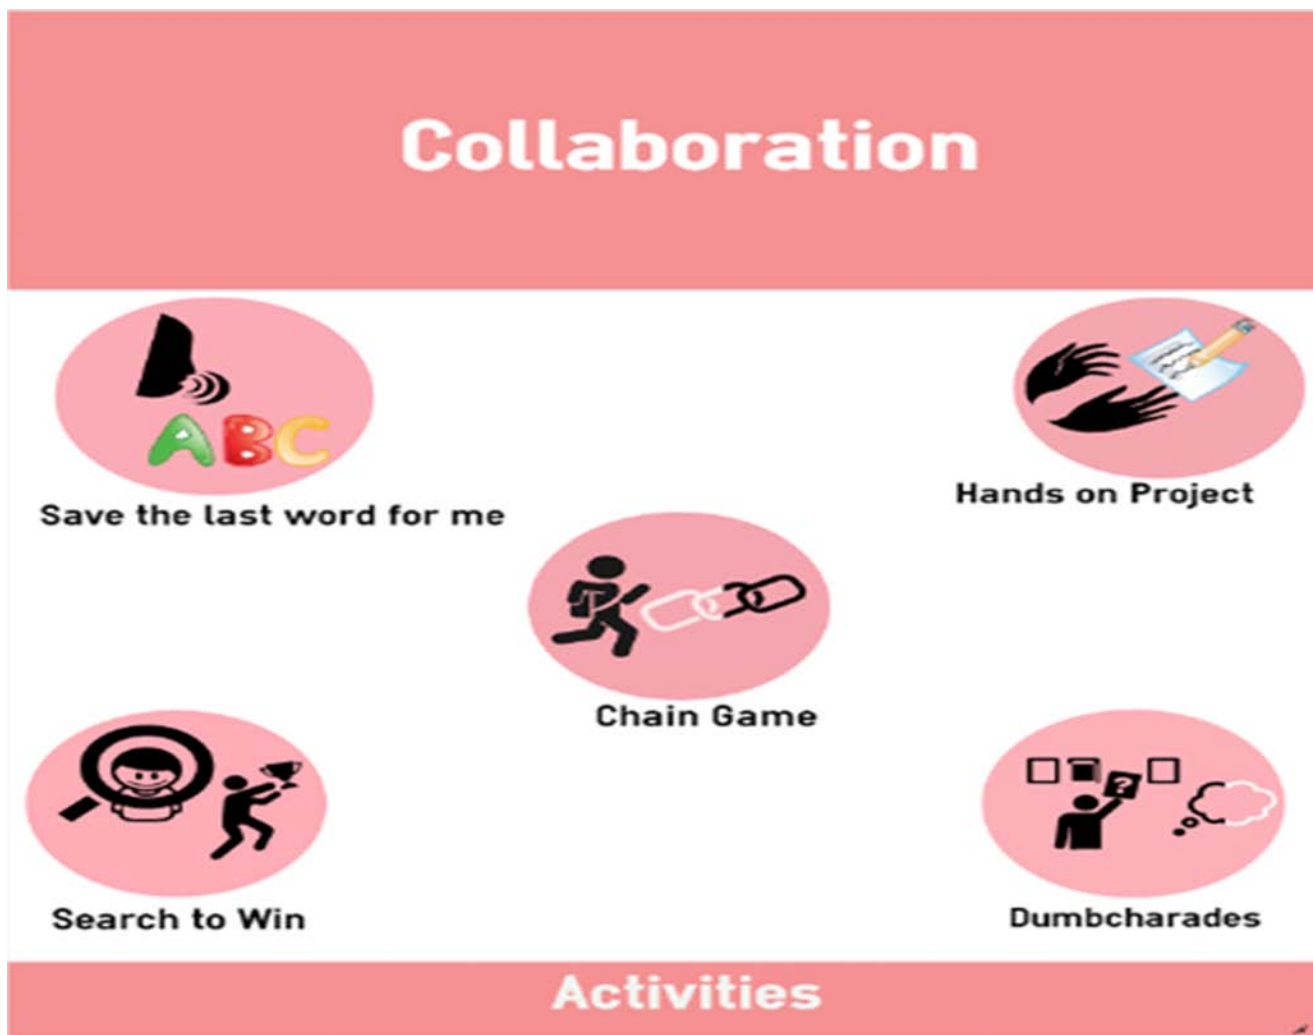 Collaboration
ABC
Save the last word for me
Hands on Project
Chain Game
?
Search to Win
Dumbcharades
Activities